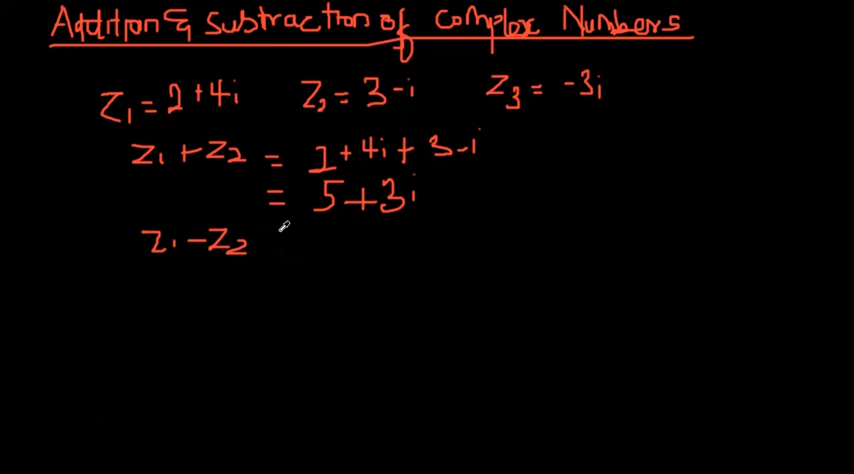 Addition & Subtraction of Complex Numbers
Z₁ = 2 + 4i Z₂ = 3 - i Z₃ = -3i
Z₁ + Z₂ = 2 + 4i + 3 - i
= 5 + 3i
Z₁ - Z₂